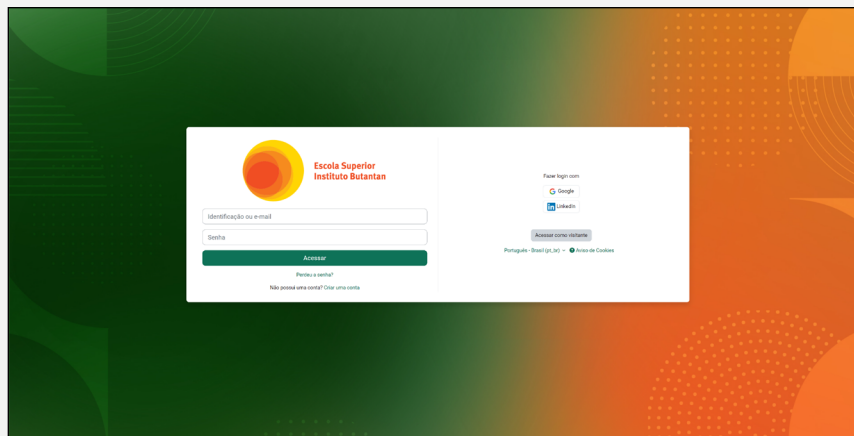 Escola Superior
Instituto Butantan
Identificação ou e-mail
Senha
Acessar
Perdeu a senha?
Não possui uma conta? Criar uma conta
Fazer login com
Google
LinkedIn
Acessar como visitante
Português - Brasil (pt_br)
Aviso de Cookies